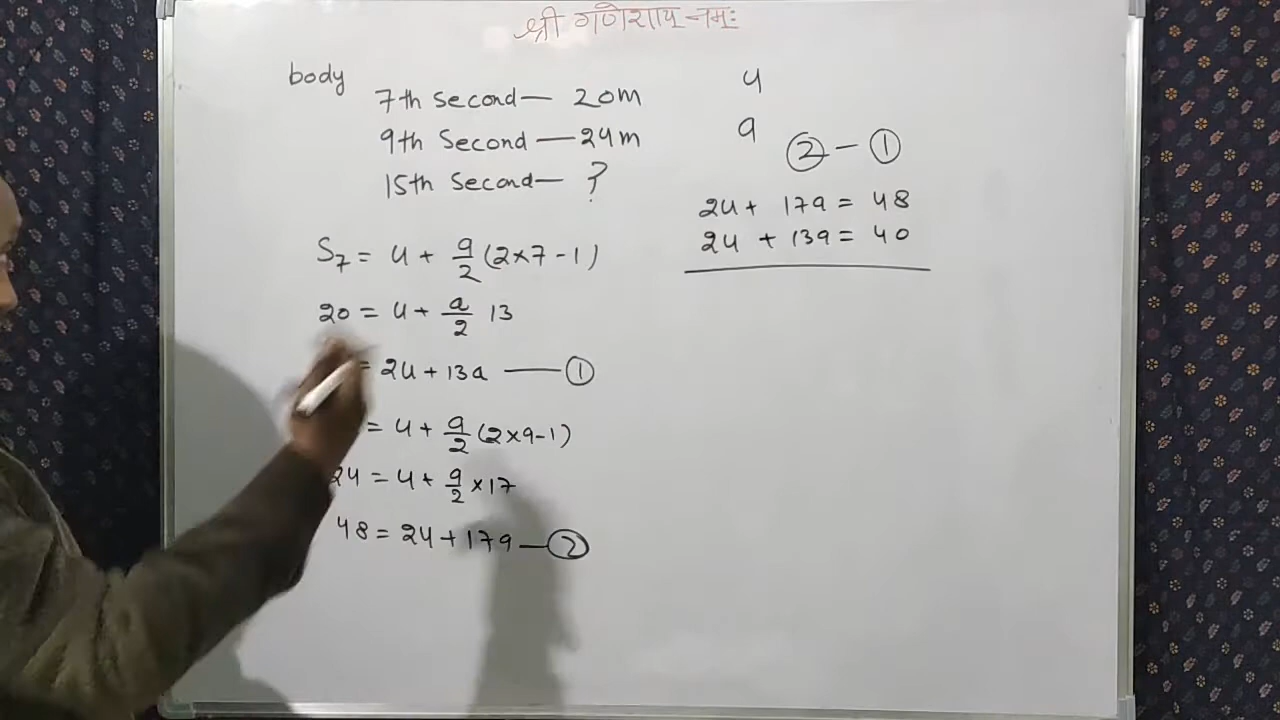 श्री गणेशाय नमः
body
7th second— 20m
9th Second —24m
15th Second— ?
S₇ = u + a/2 (2×7-1)
20 = u + a/2 13
= 2u + 13a —— ①
= u + a/2 (2×9-1)
24 = u + a/2 × 17
48 = 2u + 17a — ②
u
a
② - ①
2u + 17a = 48
2u + 13a = 40